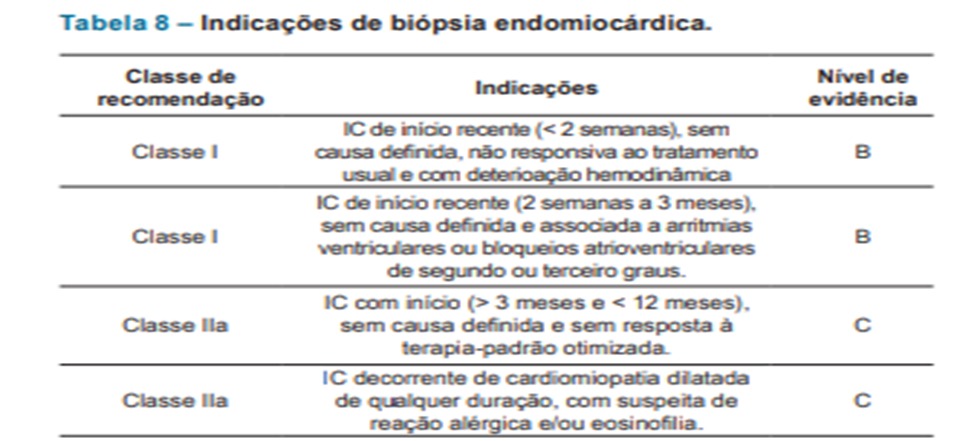 Tabela 8 – Indicações de biópsia endomiocárdica.
Classe de recomendação Indicações Nível de evidência
Classe I
IC de início recente (< 2 semanas), sem
causa definida, não responsiva ao tratamento
usual e com deterioação hemodinâmica
B
Classe I
IC de início recente (2 semanas a 3 meses),
sem causa definida e associada a arritmias
ventriculares ou bloqueios atrioventriculares
de segundo ou terceiro graus.
B
Classe IIa
IC com início (> 3 meses e < 12 meses),
sem causa definida e sem resposta à
terapia-padrão otimizada.
C
Classe IIa
IC decorrente de cardiomiopatia dilatada
de qualquer duração, com suspeita de
reação alérgica e/ou eosinofilia.
C